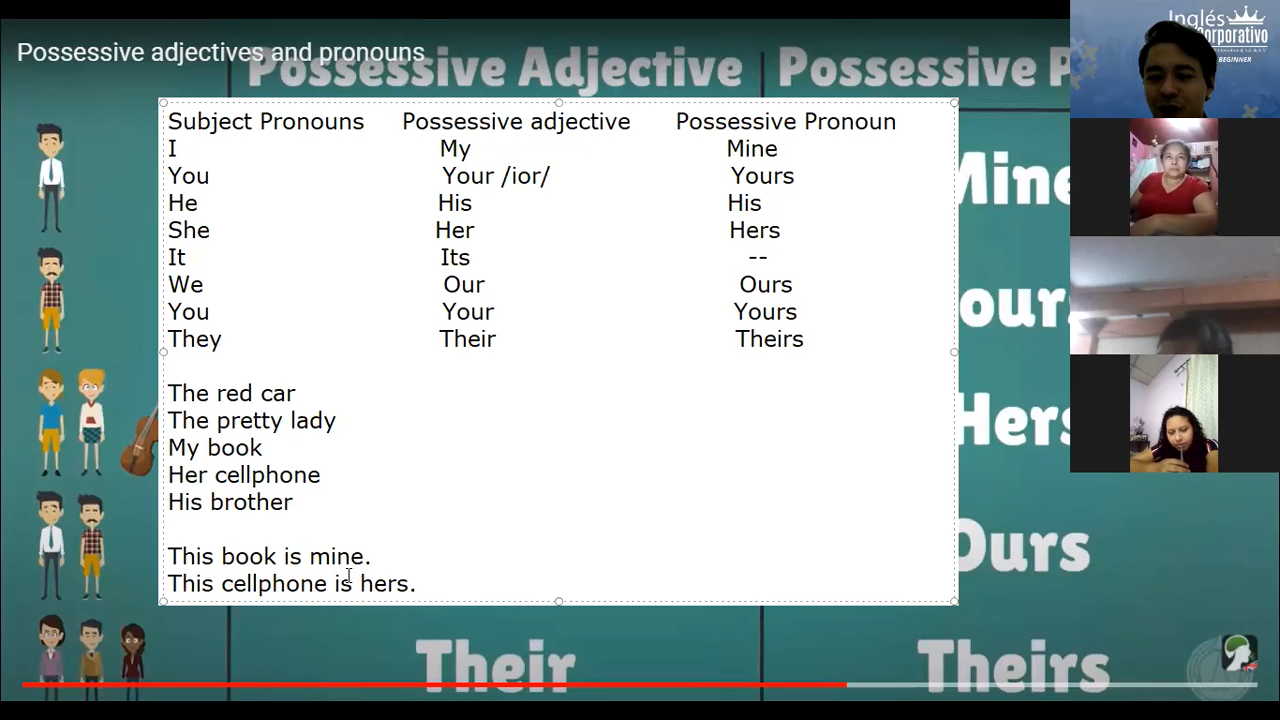 Possessive adjectives and pronouns
Possessive Adjective Possessive P
Inglés
Corporativo
BEGINNER
Subject Pronouns Possessive adjective Possessive Pronoun
I My Mine
You Your /ior/ Yours
He His His
She Her Hers
It Its --
We Our Ours
You Your Yours
They Their Theirs
The red car
The pretty lady
My book
Her cellphone
His brother
This book is mine.
This cellphone is hers.
Mine
our
Hers
Ours
Their Theirs